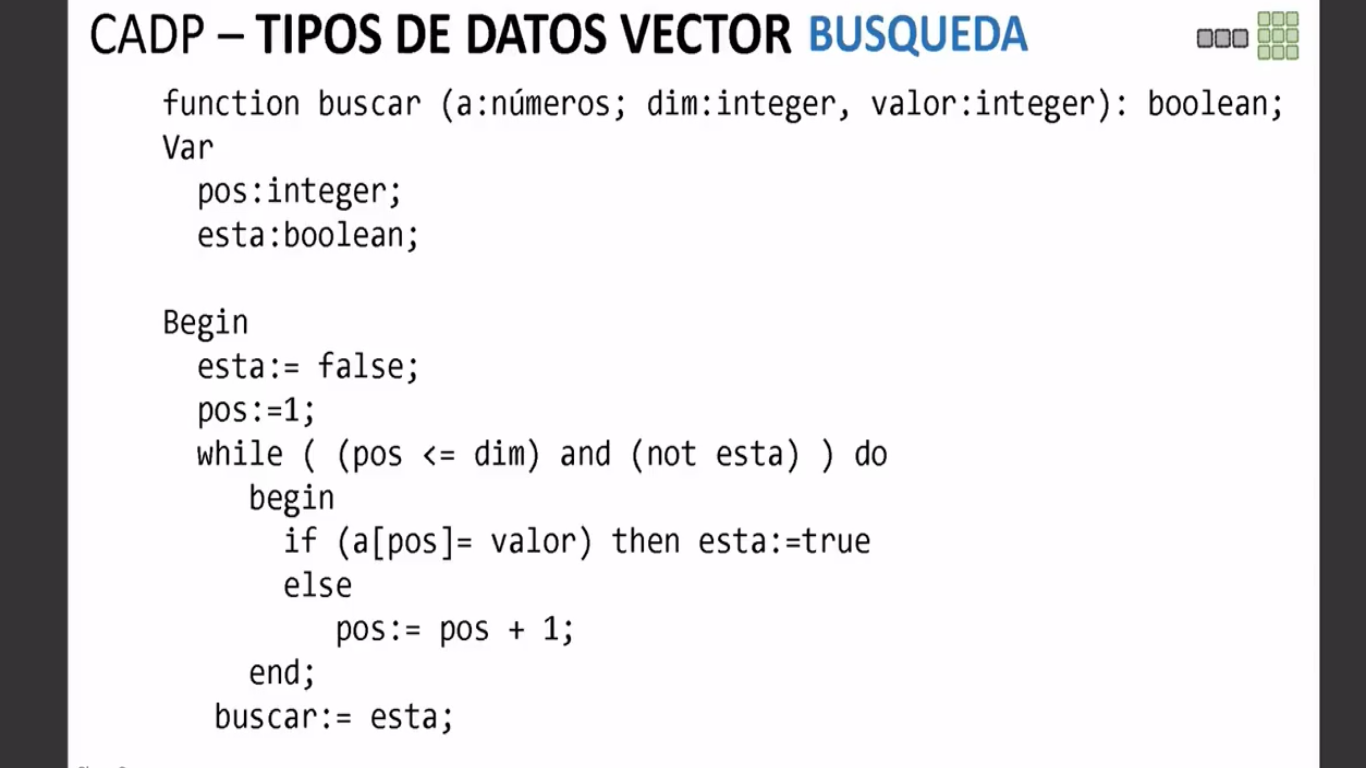 CADP – TIPOS DE DATOS VECTOR BUSQUEDA
function buscar (a:números; dim:integer, valor:integer): boolean;
Var
pos:integer;
esta:boolean;
Begin
esta:= false;
pos:=1;
while ( (pos <= dim) and (not esta) ) do
begin
if (a[pos]= valor) then esta:=true
else
pos:= pos + 1;
end;
buscar:= esta;